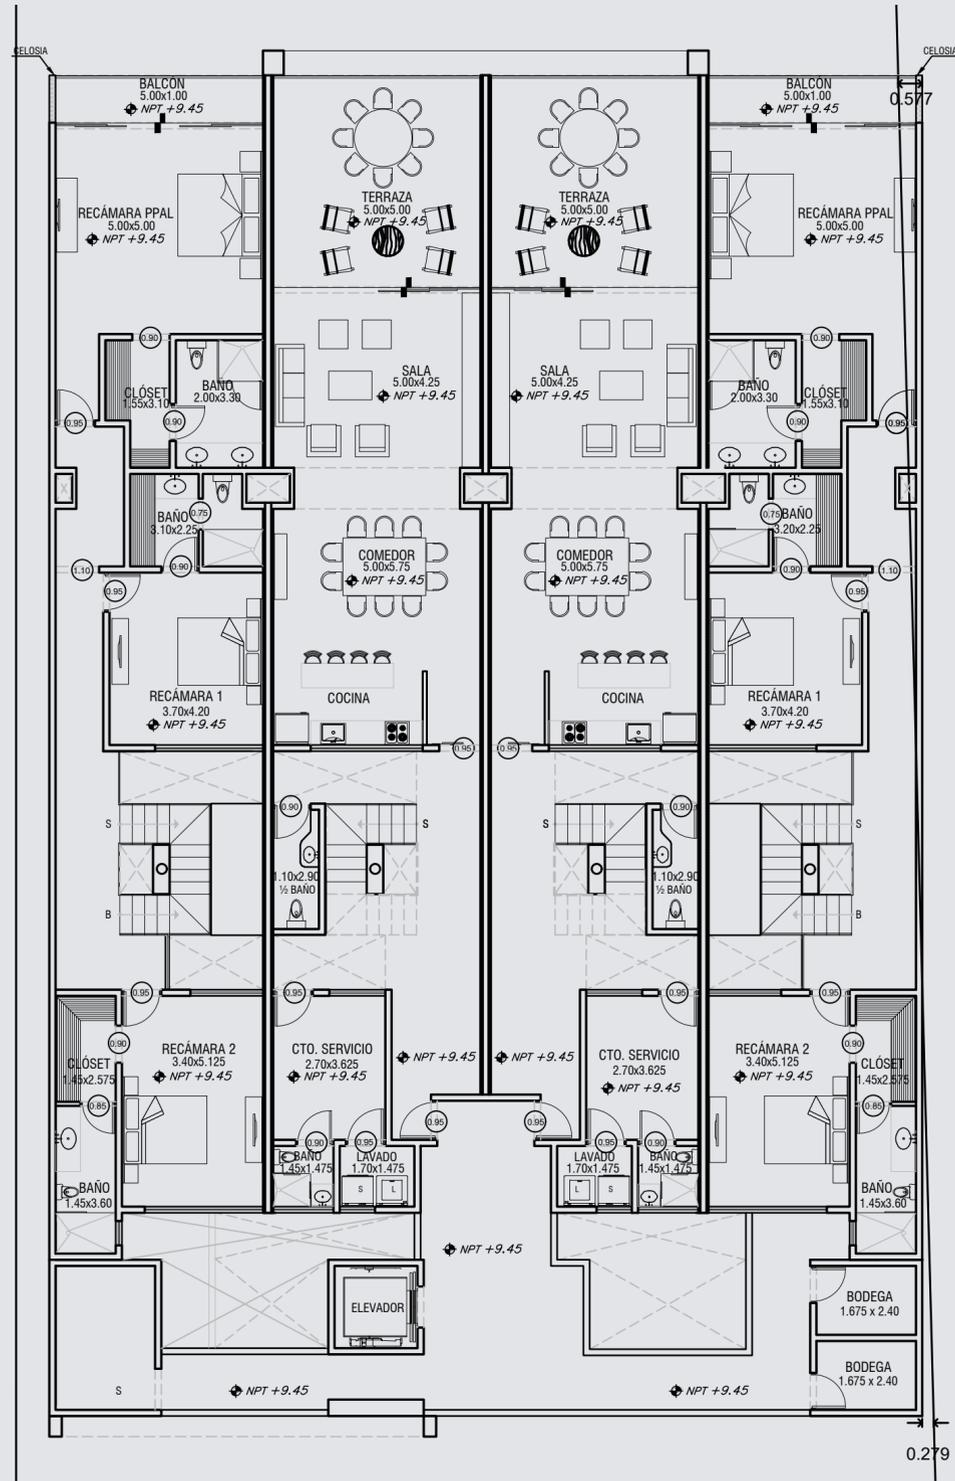 CELOSIA
CELOSIA
BALCÓN
5.00x1.00
NPT +9.45
BALCÓN
5.00x1.00
NPT +9.45
0.577
TERRAZA
5.00x5.00
NPT +9.45
TERRAZA
5.00x5.00
NPT +9.45
RECÁMARA PPAL
5.00x5.00
NPT +9.45
RECÁMARA PPAL
5.00x5.00
NPT +9.45
0.90
0.90
SALA
5.00x4.25
NPT +9.45
SALA
5.00x4.25
NPT +9.45
CLÓSET
1.55x3.10
BAÑO
2.00x3.30
BAÑO
2.00x3.30
CLÓSET
1.55x3.10
0.95
0.90
0.90
0.95
BAÑO
3.10x2.25
0.75
0.75
BAÑO
3.20x2.25
COMEDOR
5.00x5.75
NPT +9.45
COMEDOR
5.00x5.75
NPT +9.45
1.10
0.90
0.90
1.10
0.95
0.95
RECÁMARA 1
3.70x4.20
NPT +9.45
COCINA
COCINA
RECÁMARA 1
3.70x4.20
NPT +9.45
0.95
0.95
0.90
0.90
S
S
S
S
1.10x2.90
½ BAÑO
1.10x2.90
½ BAÑO
B
B
0.95
0.95
0.95
0.95
0.90
0.90
CLÓSET
1.45x2.575
RECÁMARA 2
3.40x5.125
NPT +9.45
CTO. SERVICIO
2.70x3.625
NPT +9.45
NPT +9.45
NPT +9.45
CTO. SERVICIO
2.70x3.625
NPT +9.45
RECÁMARA 2
3.40x5.125
NPT +9.45
CLÓSET
1.45x2.575
0.85
0.85
0.95
0.95
0.90
0.95
0.95
0.90
BAÑO
1.45x1.475
LAVADO
1.70x1.475
LAVADO
1.70x1.475
BAÑO
1.45x1.475
S
L
L
S
BAÑO
1.45x3.60
BAÑO
1.45x3.60
NPT +9.45
ELEVADOR
BODEGA
1.675 x 2.40
BODEGA
1.675 x 2.40
S
NPT +9.45
NPT +9.45
0.279